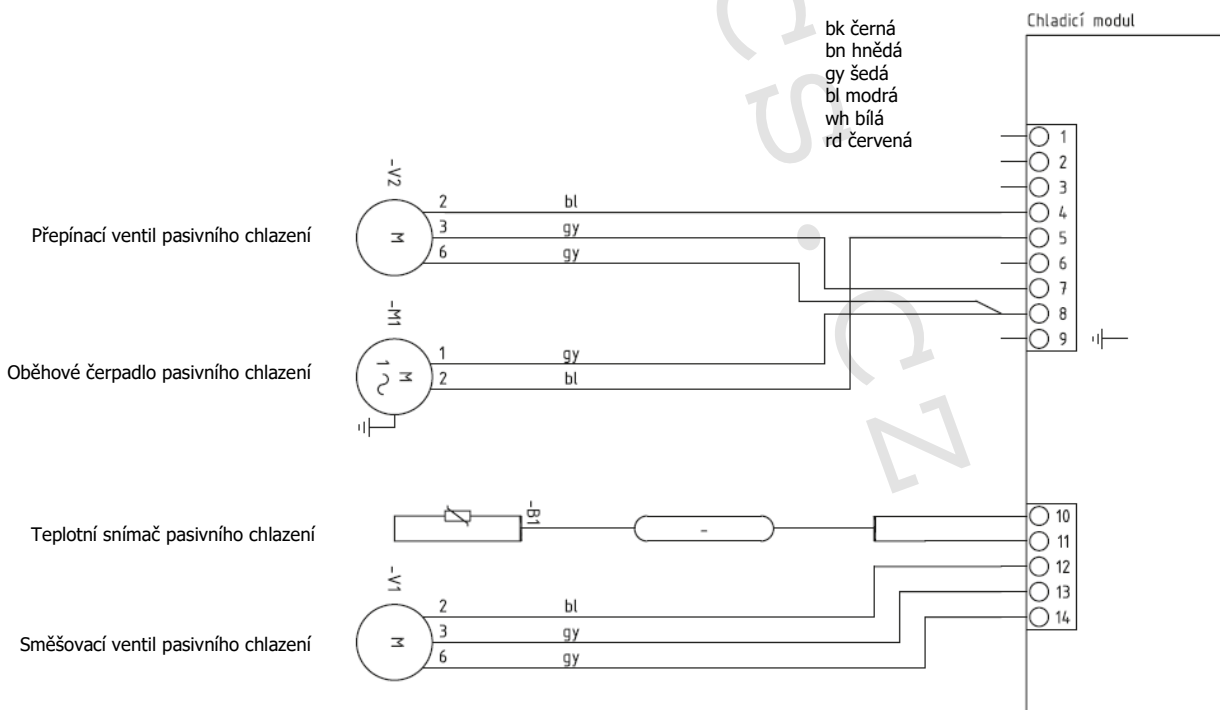 Chladicí modul
bk černá
bn hnědá
gy šedá
bl modrá
wh bílá
rd červená
CS.CZ
1
2
3
4
5
6
7
8
9
-V2
Přepínací ventil pasivního chlazení
M
2 bl
3 gy
6 gy
-M1
Oběhové čerpadlo pasivního chlazení
M
1 ~
1 gy
2 bl
Teplotní snímač pasivního chlazení
-B1
-
10
11
12
13
14
-V1
Směšovací ventil pasivního chlazení
M
2 bl
3 gy
6 gy